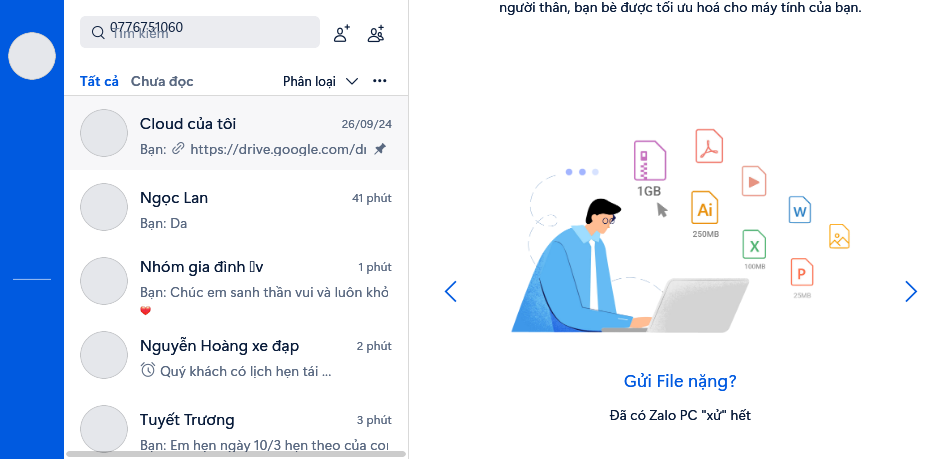 người thân, bạn bè được tối ưu hoá cho máy tính của bạn.
0776751060
Tìm kiếm
Tất cả Chưa đọc Phân loại
Cloud của tôi 26/09/24
Bạn: https://drive.google.com/dr
Ngọc Lan 41 phút
Bạn: Da
Nhóm gia đình v 1 phút
Bạn: Chúc em sanh thần vui và luôn khỏ
Nguyễn Hoàng xe đạp 2 phút
Quý khách có lịch hẹn tái ...
Tuyết Trương 3 phút
Bạn: Em hẹn ngày 10/3 hẹn theo của con
1GB
Ai
250MB
W
X
100MB
P
25MB
Gửi File nặng?
Đã có Zalo PC "xử" hết